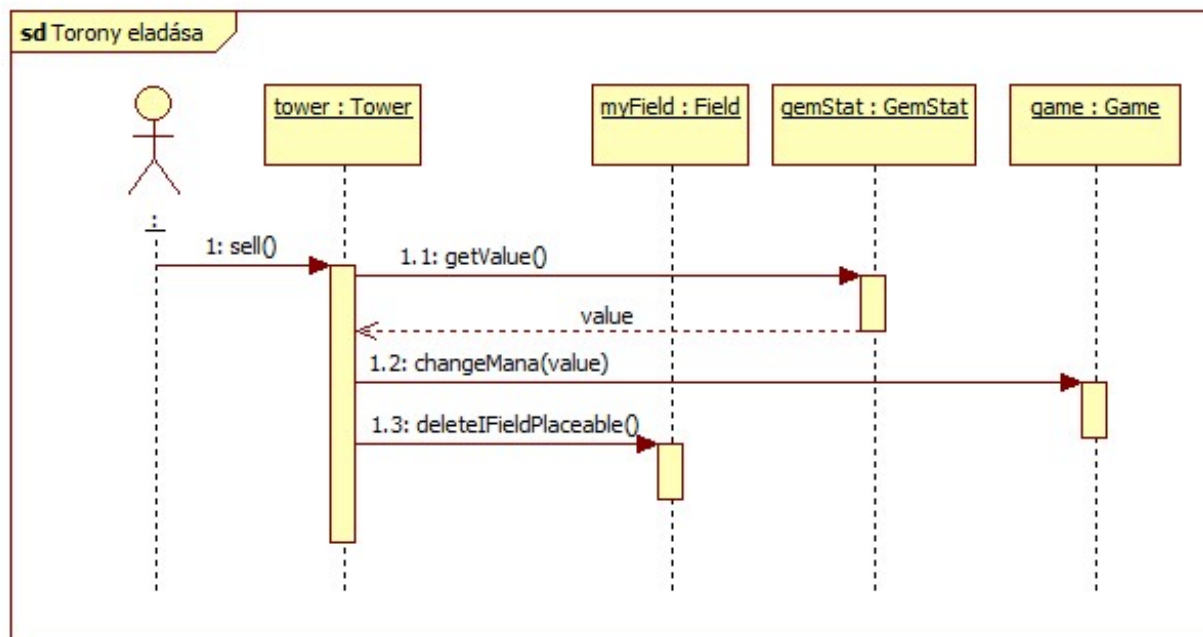 sd Torony eladása
tower : Tower
myField : Field
gemStat : GemStat
game : Game
:
1: sell()
1.1: getValue()
value
1.2: changeMana(value)
1.3: deleteIFieldPlaceable()